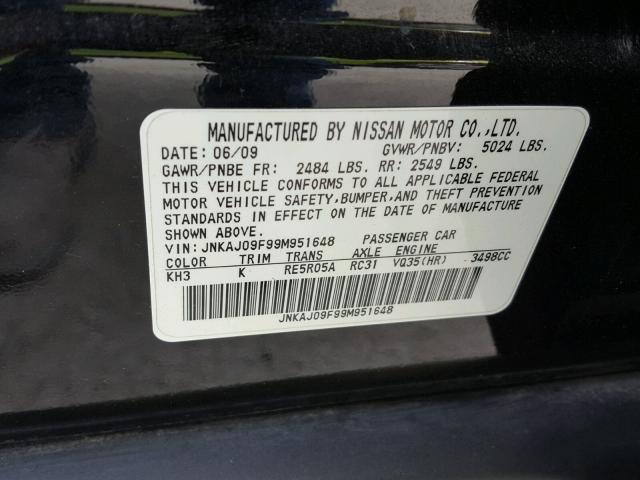 MANUFACTURED BY NISSAN MOTOR CO.,LTD.
DATE: 06/09 GVWR/PNBV: 5024 LBS.
GAWR/PNBE FR: 2484 LBS. RR: 2549 LBS.
THIS VEHICLE CONFORMS TO ALL APPLICABLE FEDERAL
MOTOR VEHICLE SAFETY,BUMPER,AND THEFT PREVENTION
STANDARDS IN EFFECT ON THE DATE OF MANUFACTURE
SHOWN ABOVE.
VIN: JNKAJ09F99M951648 PASSENGER CAR
COLOR TRIM TRANS AXLE ENGINE
KH3 K RE5R05A RC31 VQ35(HR) 3498CC
JNKAJ09F99M951648